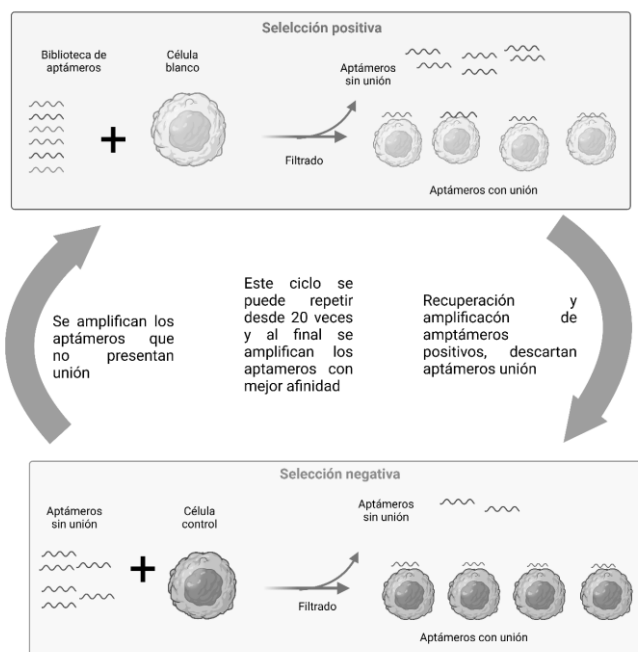 Selelcción positiva
Biblioteca de
aptámeros
Célula
blanco
Aptámeros
sin unión
Filtrado
Aptámeros con unión
Se amplifican los
aptámeros que
no presentan
unión
Este ciclo se
puede repetir
desde 20 veces
y al final se
amplifican los
aptameros con
mejor afinidad
Recuperación y
amplificacón de
amptámeros
positivos, descartan
aptámeros unión
Selección negativa
Aptámeros
sin unión
Célula
control
Aptámeros
sin unión
Filtrado
Aptámeros con unión